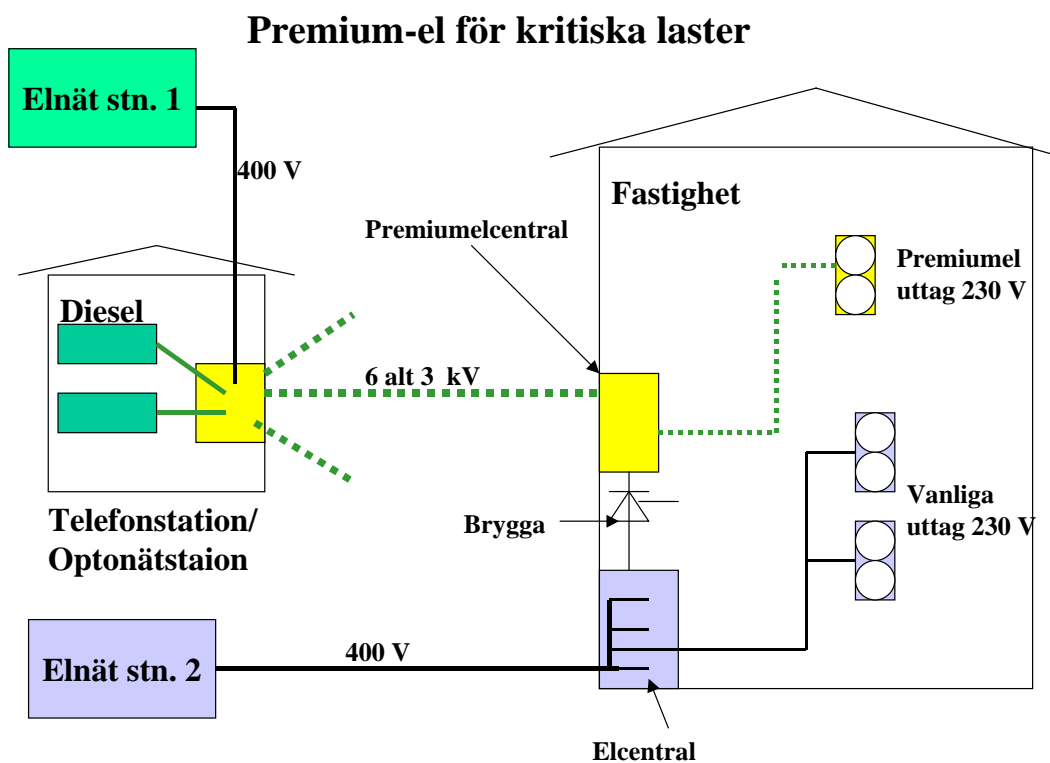 Premium-el för kritiska laster
Elnät stn. 1
400 V
Fastighet
Premiumelcentral
Premiumel
uttag 230 V
Diesel
6 alt 3 kV
Vanliga
uttag 230 V
Brygga
Telefonstation/
Optonätstaion
400 V
Elnät stn. 2
Elcentral